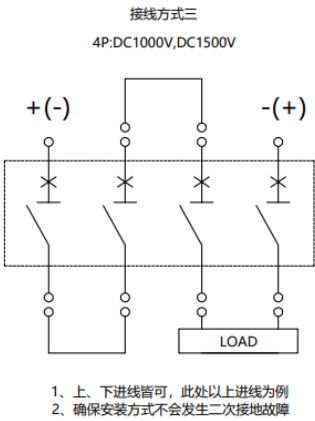 接线方式三
4P:DC1000V,DC1500V
+(-) -(+)
LOAD
1、上、下进线皆可，此处以上进线为例
2、确保安装方式不会发生二次接地故障